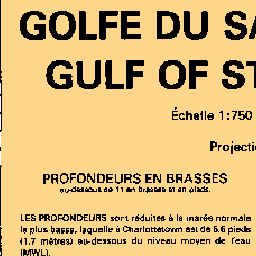 GOLFE DU SA
GULF OF ST
Échelle 1:750
Projecti
PROFONDEURS EN BRASSES
au-dessous de 11 en brasses et en pieds.
LES PROFONDEURS sont réduites à la marée normale
la plus basse, laquelle à Charlottetown est de 5.6 pieds
(1.7 mètres) au-dessous du niveau moyen de l'eau
(MWL).